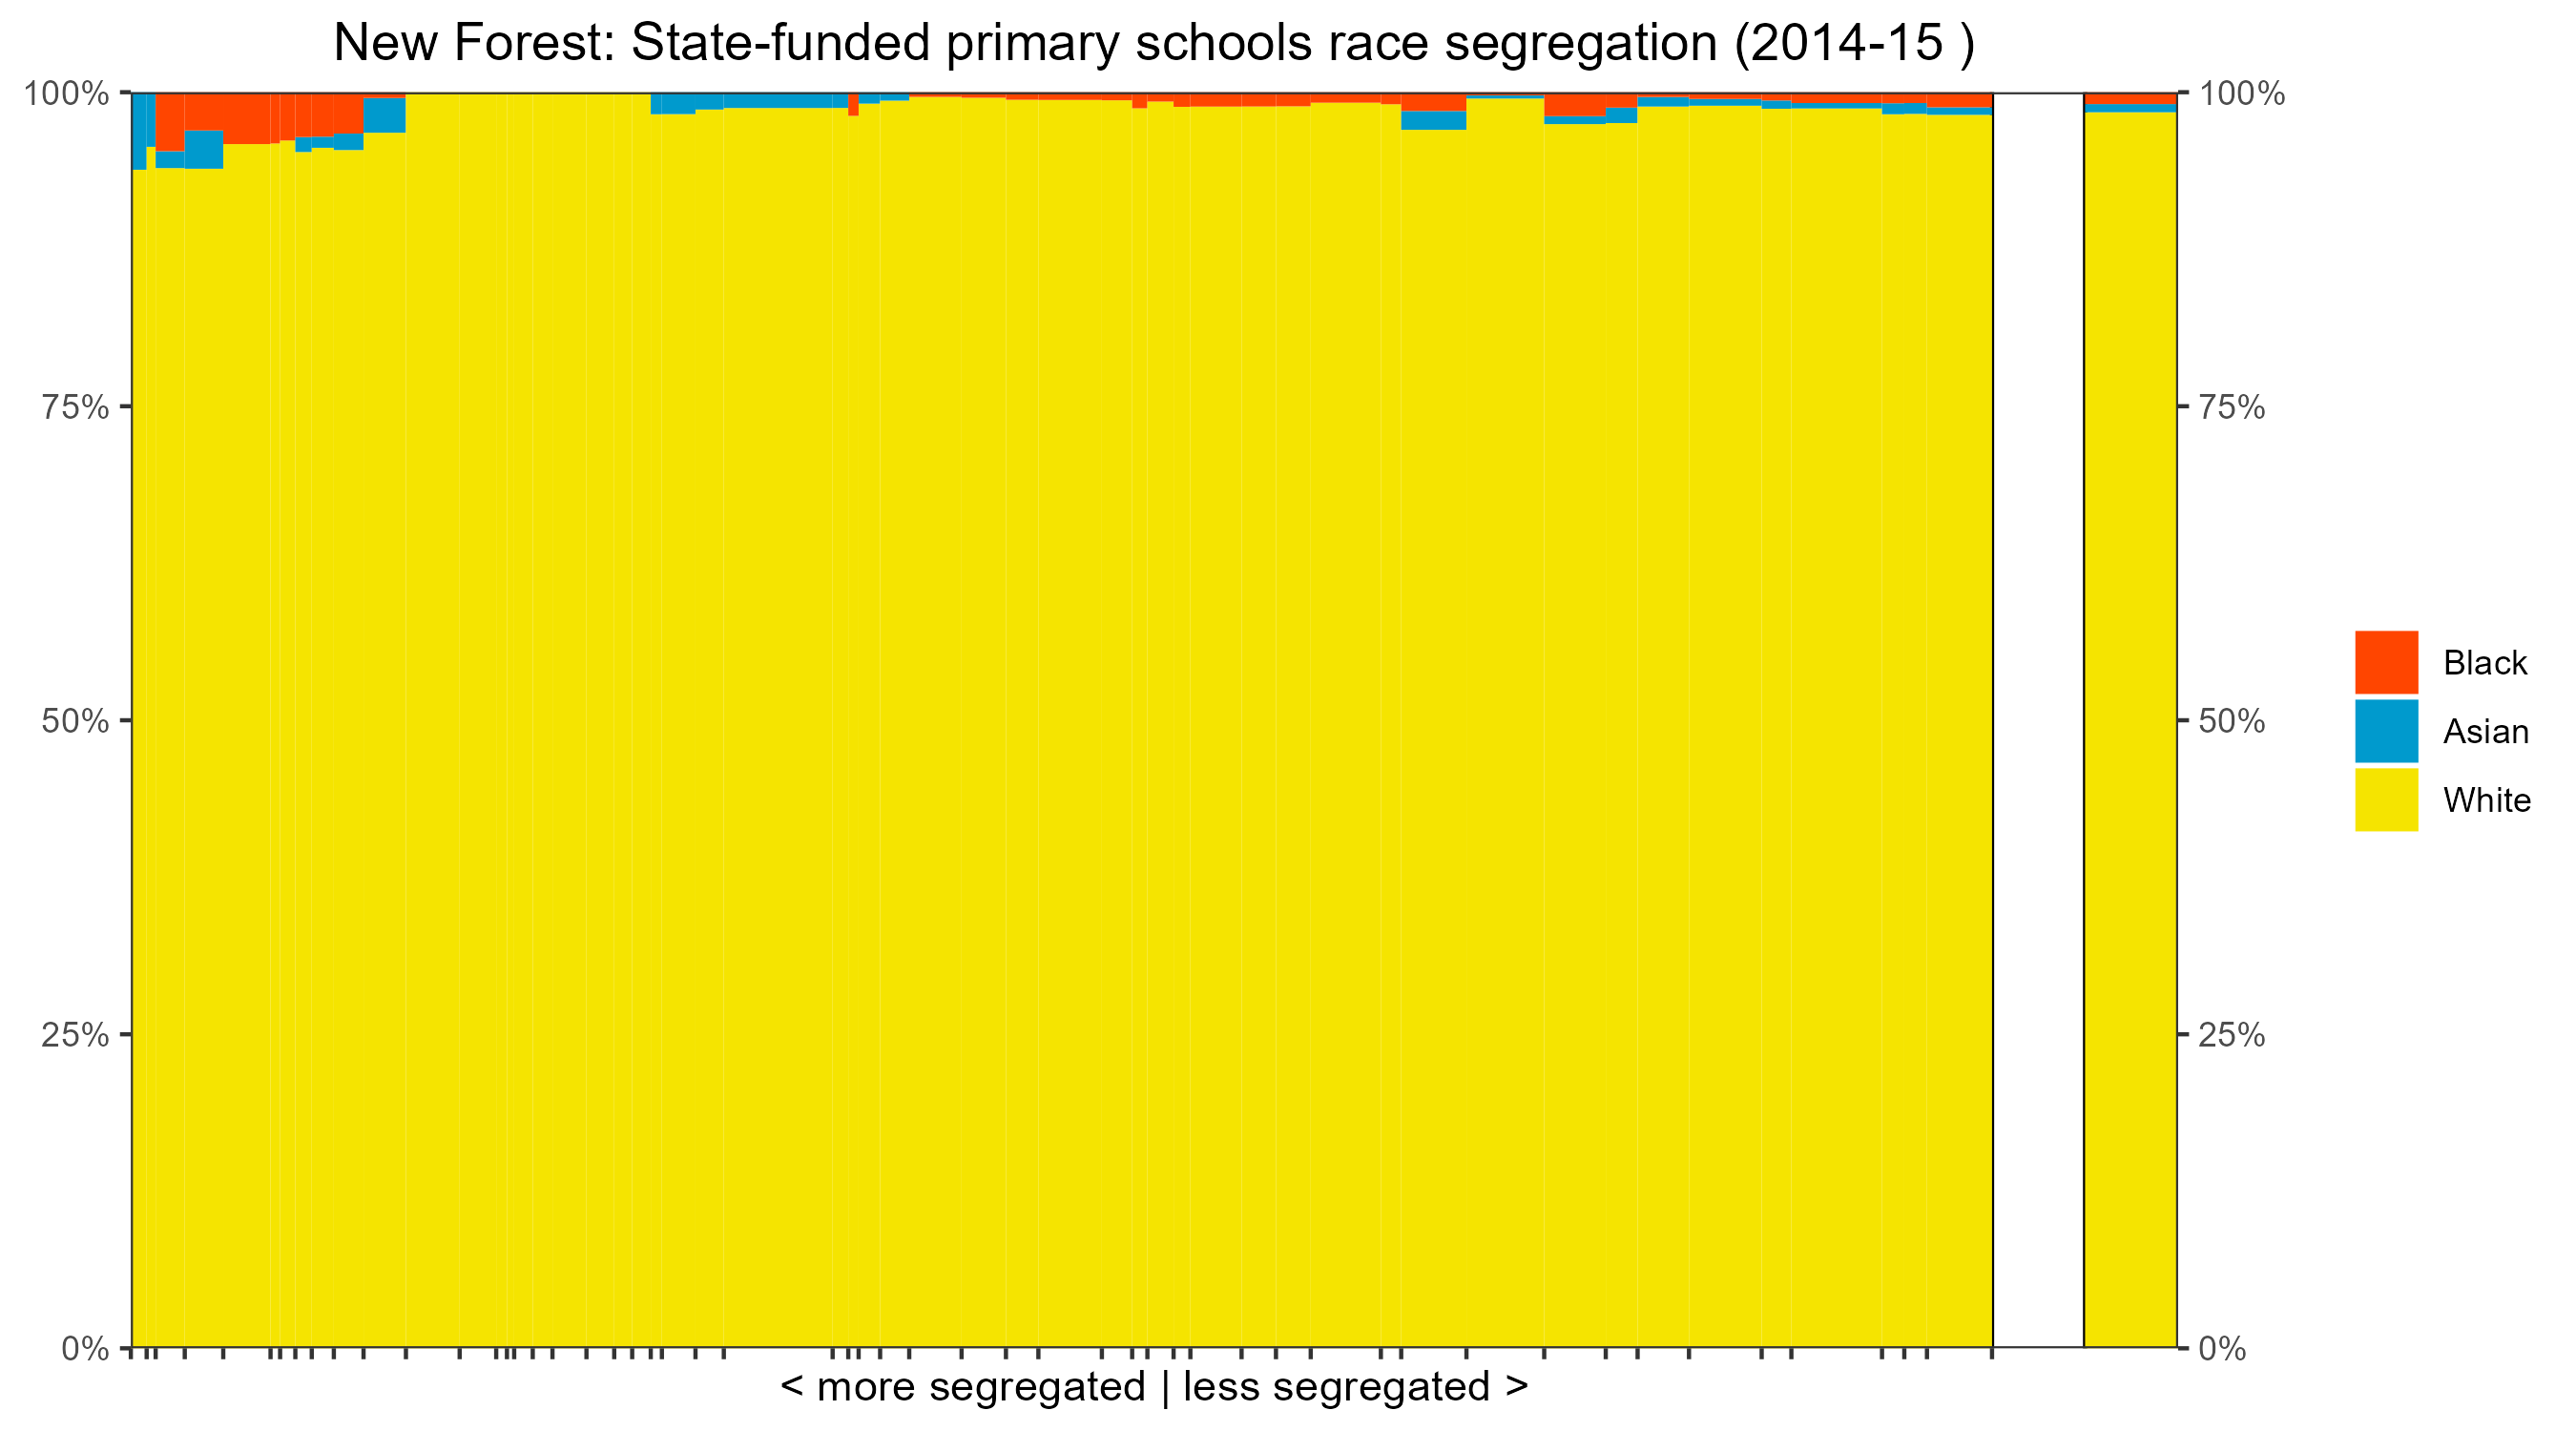 New Forest: State-funded primary schools race segregation (2014-15 )
100%
75%
50%
25%
0%
100%
75%
50%
25%
0%
Black
Asian
White
< more segregated | less segregated >